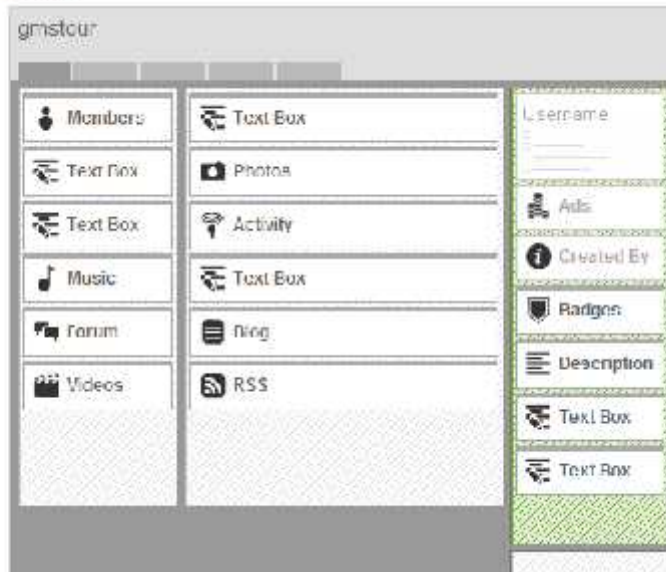 gmstour
Members
Text Box
Text Box
Music
Forum
Videos
Text Box
Photos
Activity
Text Box
Blog
RSS
Username
Ads
Created By
Badges
Description
Text Box
Text Box